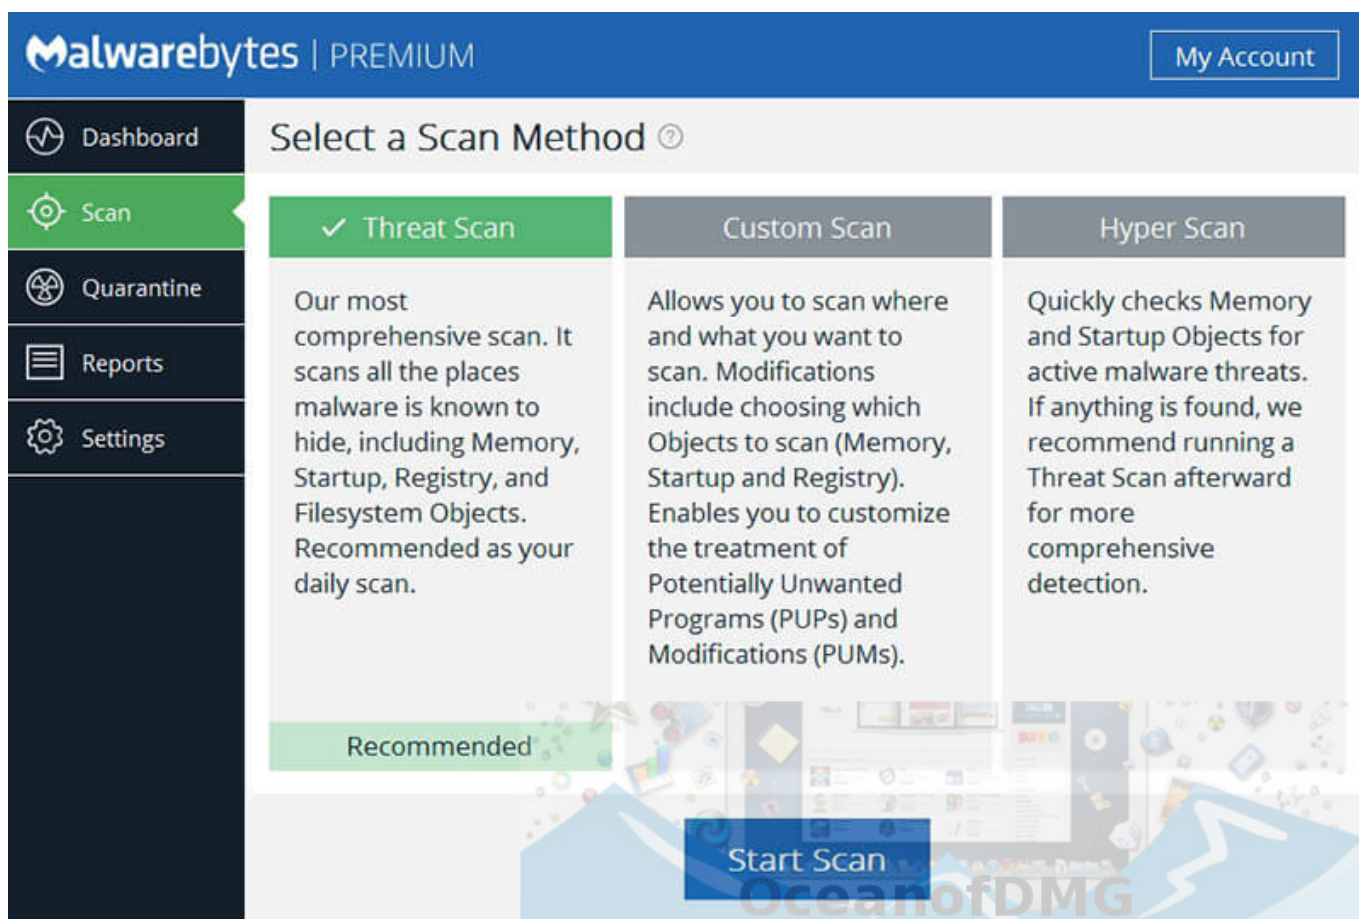 Malwarebytes | PREMIUM
My Account
Dashboard
Scan
Quarantine
Reports
Settings
Select a Scan Method ?
✓ Threat Scan
Our most
comprehensive scan. It
scans all the places
malware is known to
hide, including Memory,
Startup, Registry, and
Filesystem Objects.
Recommended as your
daily scan.
Recommended
Custom Scan
Allows you to scan where
and what you want to
scan. Modifications
include choosing which
Objects to scan (Memory,
Startup and Registry).
Enables you to customize
the treatment of
Potentially Unwanted
Programs (PUPs) and
Modifications (PUMs).
Hyper Scan
Quickly checks Memory
and Startup Objects for
active malware threats.
If anything is found, we
recommend running a
Threat Scan afterward
for more
comprehensive
detection.
Start Scan
OceanofDMG